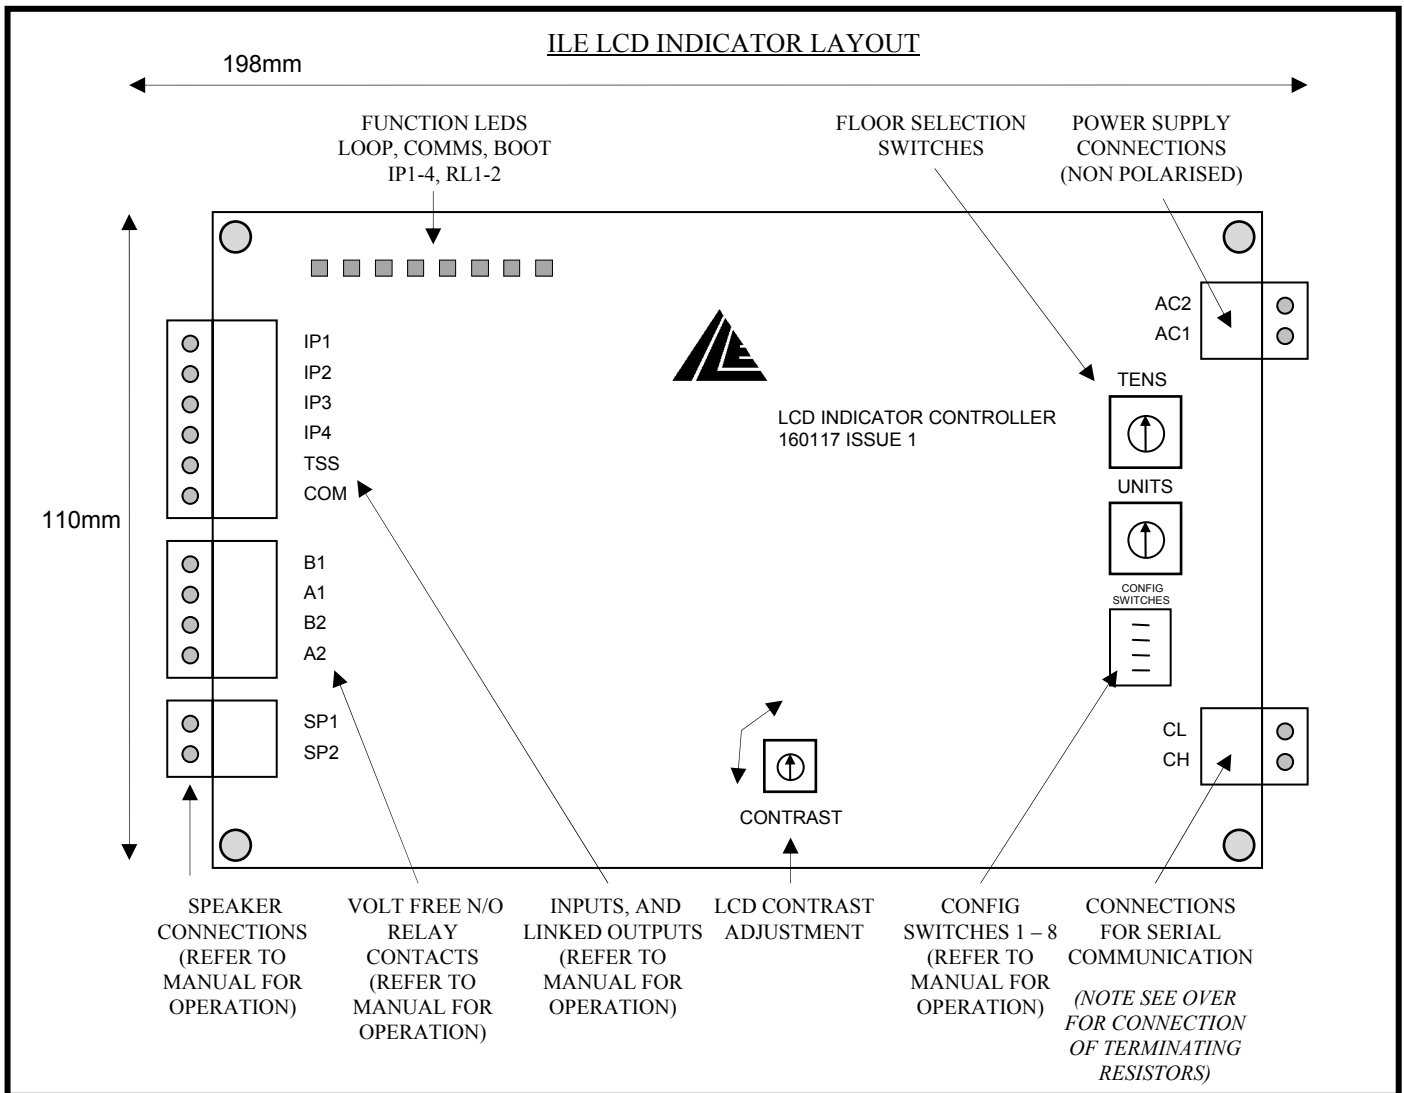 ILE LCD INDICATOR LAYOUT
198mm
FUNCTION LEDS
LOOP, COMMS, BOOT
IP1-4, RL1-2
FLOOR SELECTION
SWITCHES
POWER SUPPLY
CONNECTIONS
(NON POLARISED)
AC2
AC1
IP1
IP2
IP3
IP4
TSS
COM
TENS
LCD INDICATOR CONTROLLER
160117 ISSUE 1
UNITS
110mm
B1
A1
B2
A2
CONFIG
SWITCHES
SP1
SP2
CL
CH
CONTRAST
SPEAKER
CONNECTIONS
(REFER TO
MANUAL FOR
OPERATION)
VOLT FREE N/O
RELAY
CONTACTS
(REFER TO
MANUAL FOR
OPERATION)
INPUTS, AND
LINKED OUTPUTS
(REFER TO
MANUAL FOR
OPERATION)
LCD CONTRAST
ADJUSTMENT
CONFIG
SWITCHES 1 – 8
(REFER TO
MANUAL FOR
OPERATION)
CONNECTIONS
FOR SERIAL
COMMUNICATION
(NOTE SEE OVER
FOR CONNECTION
OF TERMINATING
RESISTORS)